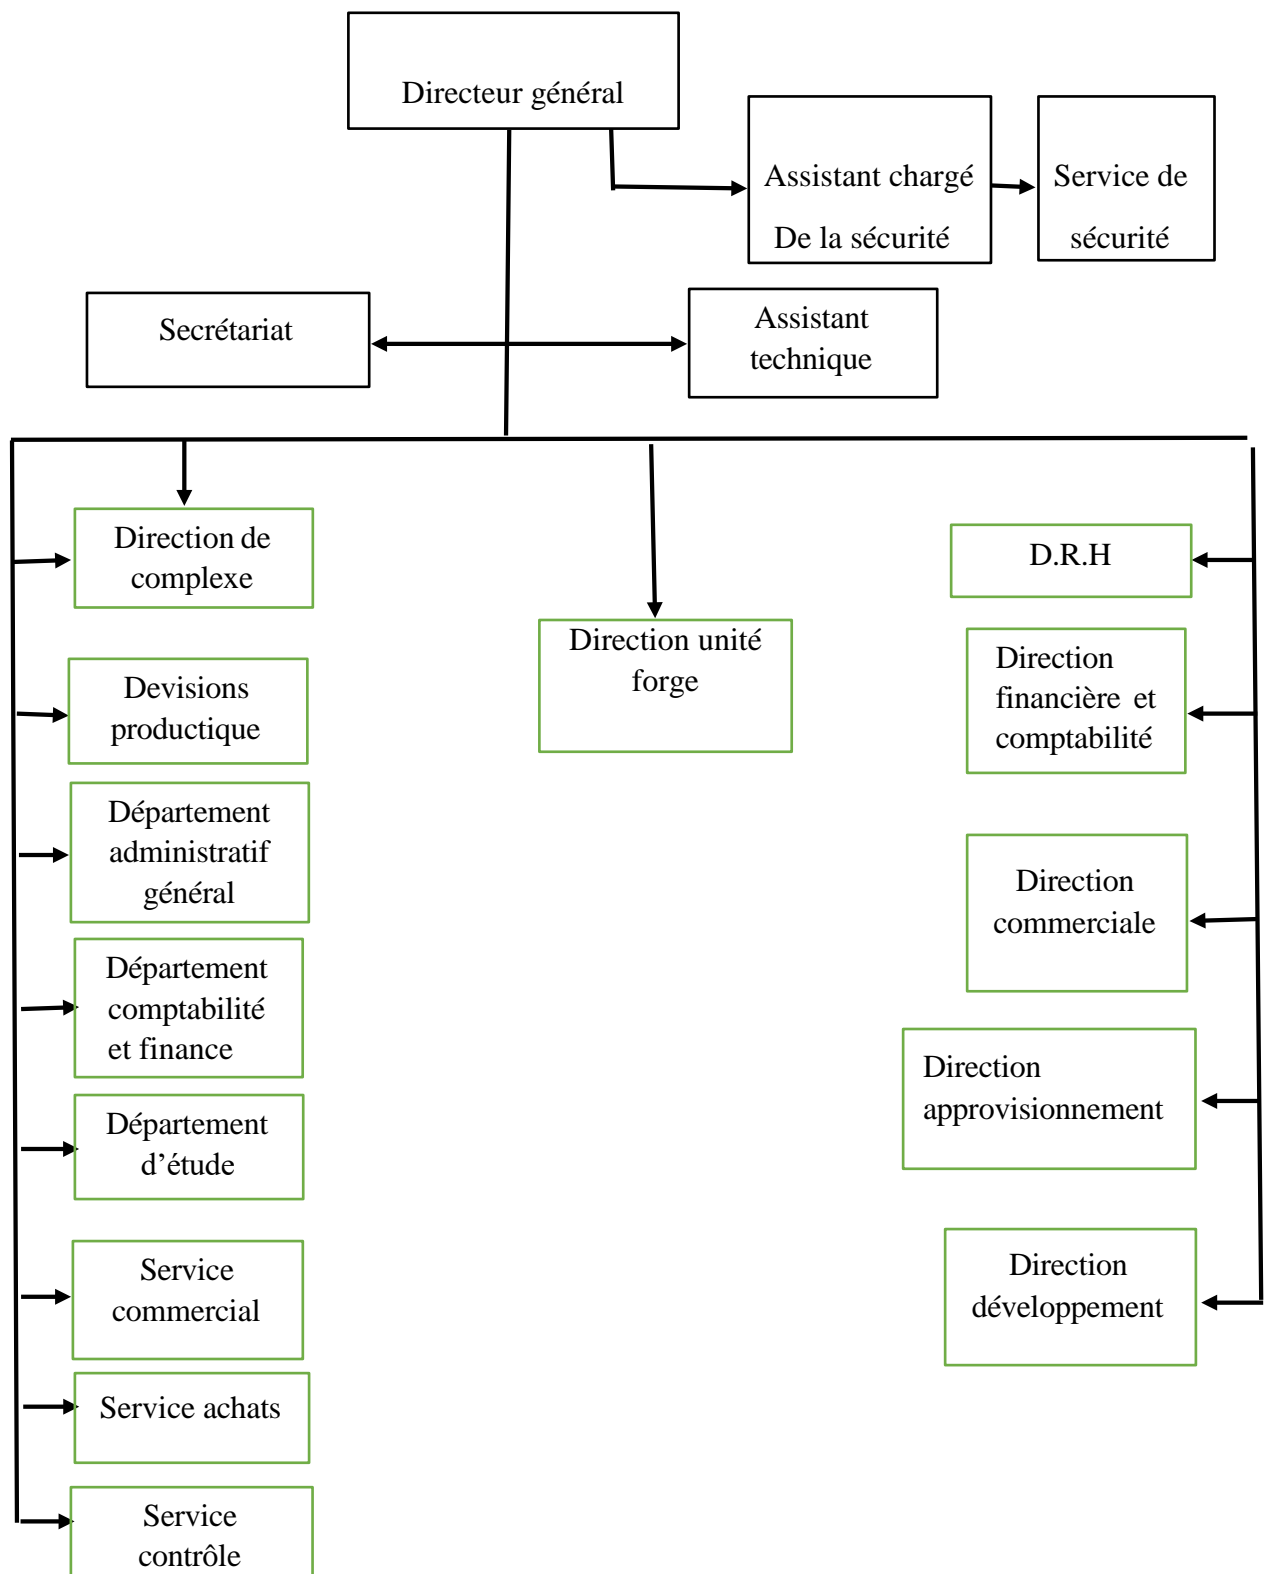 Directeur général
Assistant chargé
De la sécurité
Service de
sécurité
Secrétariat
Assistant
technique
Direction de
complexe
Devisions
productique
Département
administratif
général
Département
comptabilité
et finance
Département
d’étude
Service
commercial
Service achats
Service
contrôle
Direction unité
forge
D.R.H
Direction
financière et
comptabilité
Direction
commerciale
Direction
approvisionnement
Direction
développement